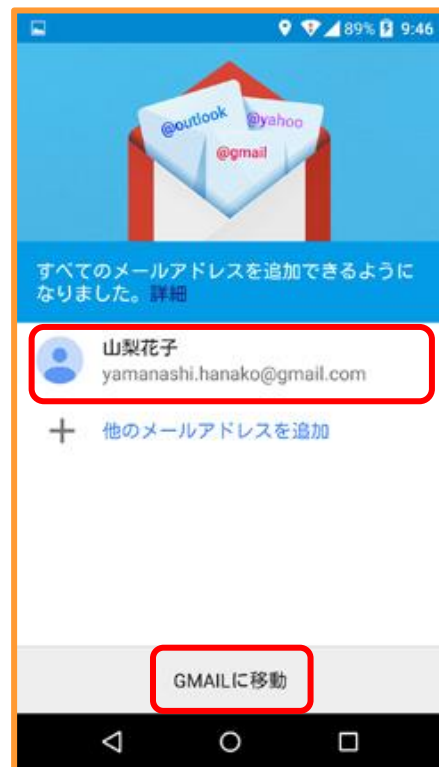 89% 9:46
@outlook
@yahoo
@gmail
すべてのメールアドレスを追加できるように
なりました。詳細
山梨花子
yamanashi.hanako@gmail.com
他のメールアドレスを追加
GMAILに移動